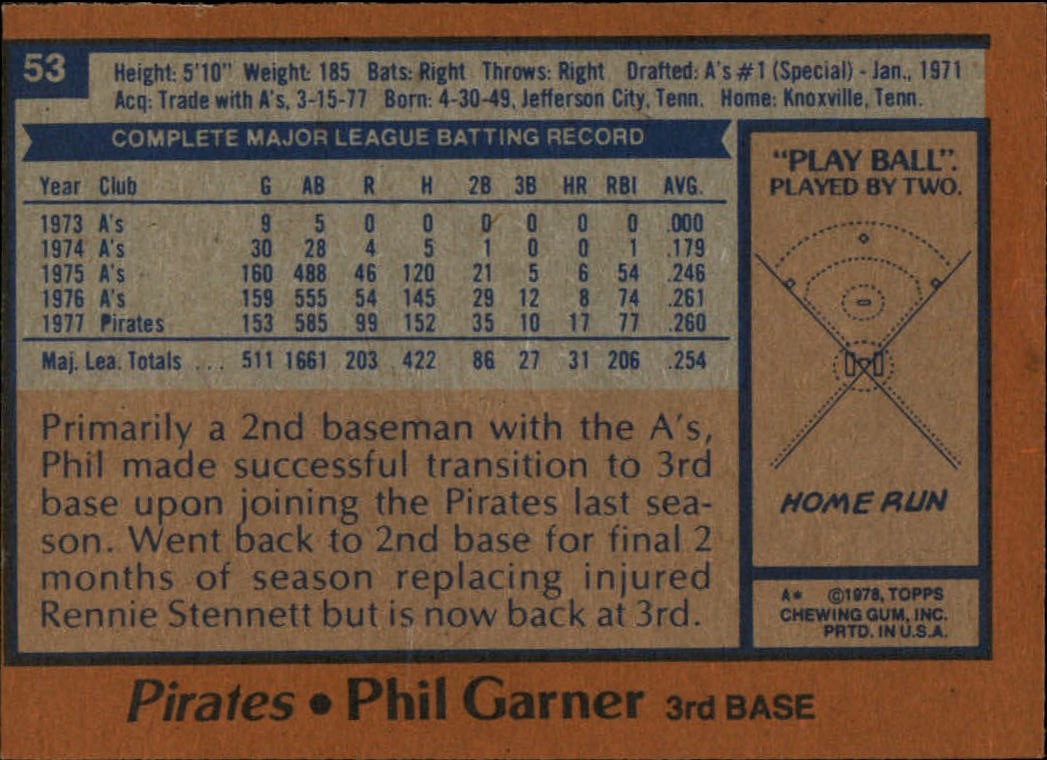 53
Height: 5'10" Weight: 185 Bats: Right Throws: Right Drafted: A's #1 (Special) - Jan., 1971
Acq: Trade with A's, 3-15-77 Born: 4-30-49, Jefferson City, Tenn. Home: Knoxville, Tenn.
COMPLETE MAJOR LEAGUE BATTING RECORD
Year Club G AB R H 2B 3B HR RBI AVG.
1973 A's 9 5 0 0 0 0 0 0 .000
1974 A's 30 28 4 5 1 0 0 1 .179
1975 A's 160 488 46 120 21 5 6 54 .246
1976 A's 159 555 54 145 29 12 8 74 .261
1977 Pirates 153 585 99 152 35 10 17 77 .260
Maj. Lea. Totals ... 511 1661 203 422 86 27 31 206 .254
Primarily a 2nd baseman with the A's,
Phil made successful transition to 3rd
base upon joining the Pirates last sea-
son. Went back to 2nd base for final 2
months of season replacing injured
Rennie Stennett but is now back at 3rd.
"PLAY BALL".
PLAYED BY TWO.
HOME RUN
A* ©1978, TOPPS
CHEWING GUM, INC.
PRTD. IN U.S.A.
Pirates • Phil Garner 3rd BASE